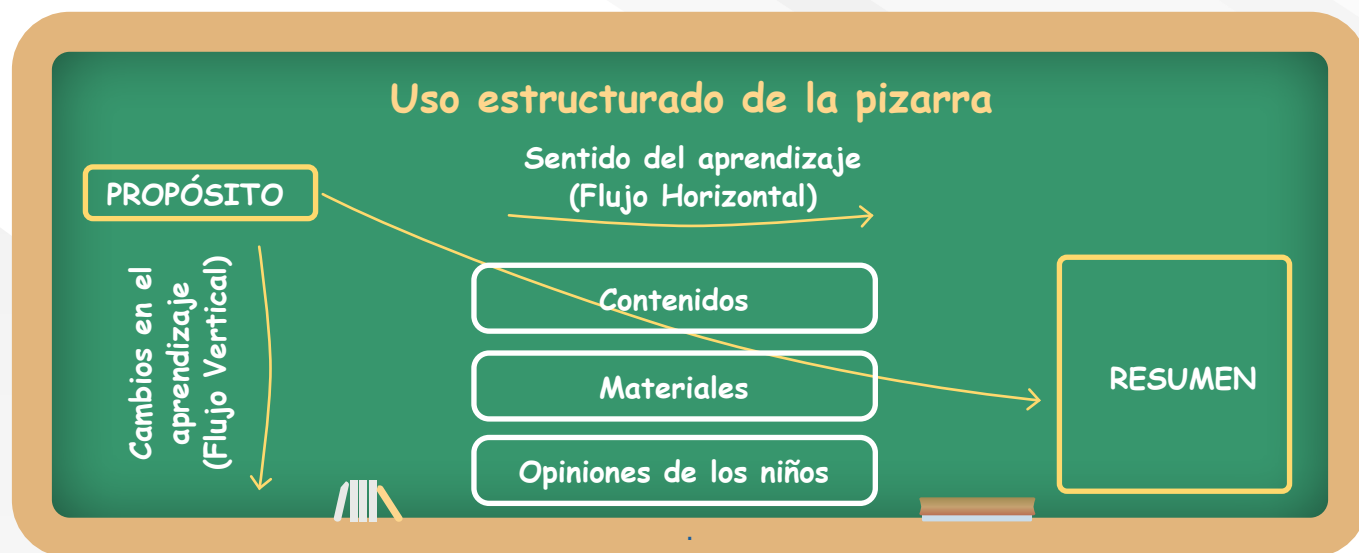 Uso estructurado de la pizarra
Sentido del aprendizaje
(Flujo Horizontal)
PROPÓSITO
Cambios en el
aprendizaje
(Flujo Vertical)
Contenidos
Materiales
Opiniones de los niños
RESUMEN
.